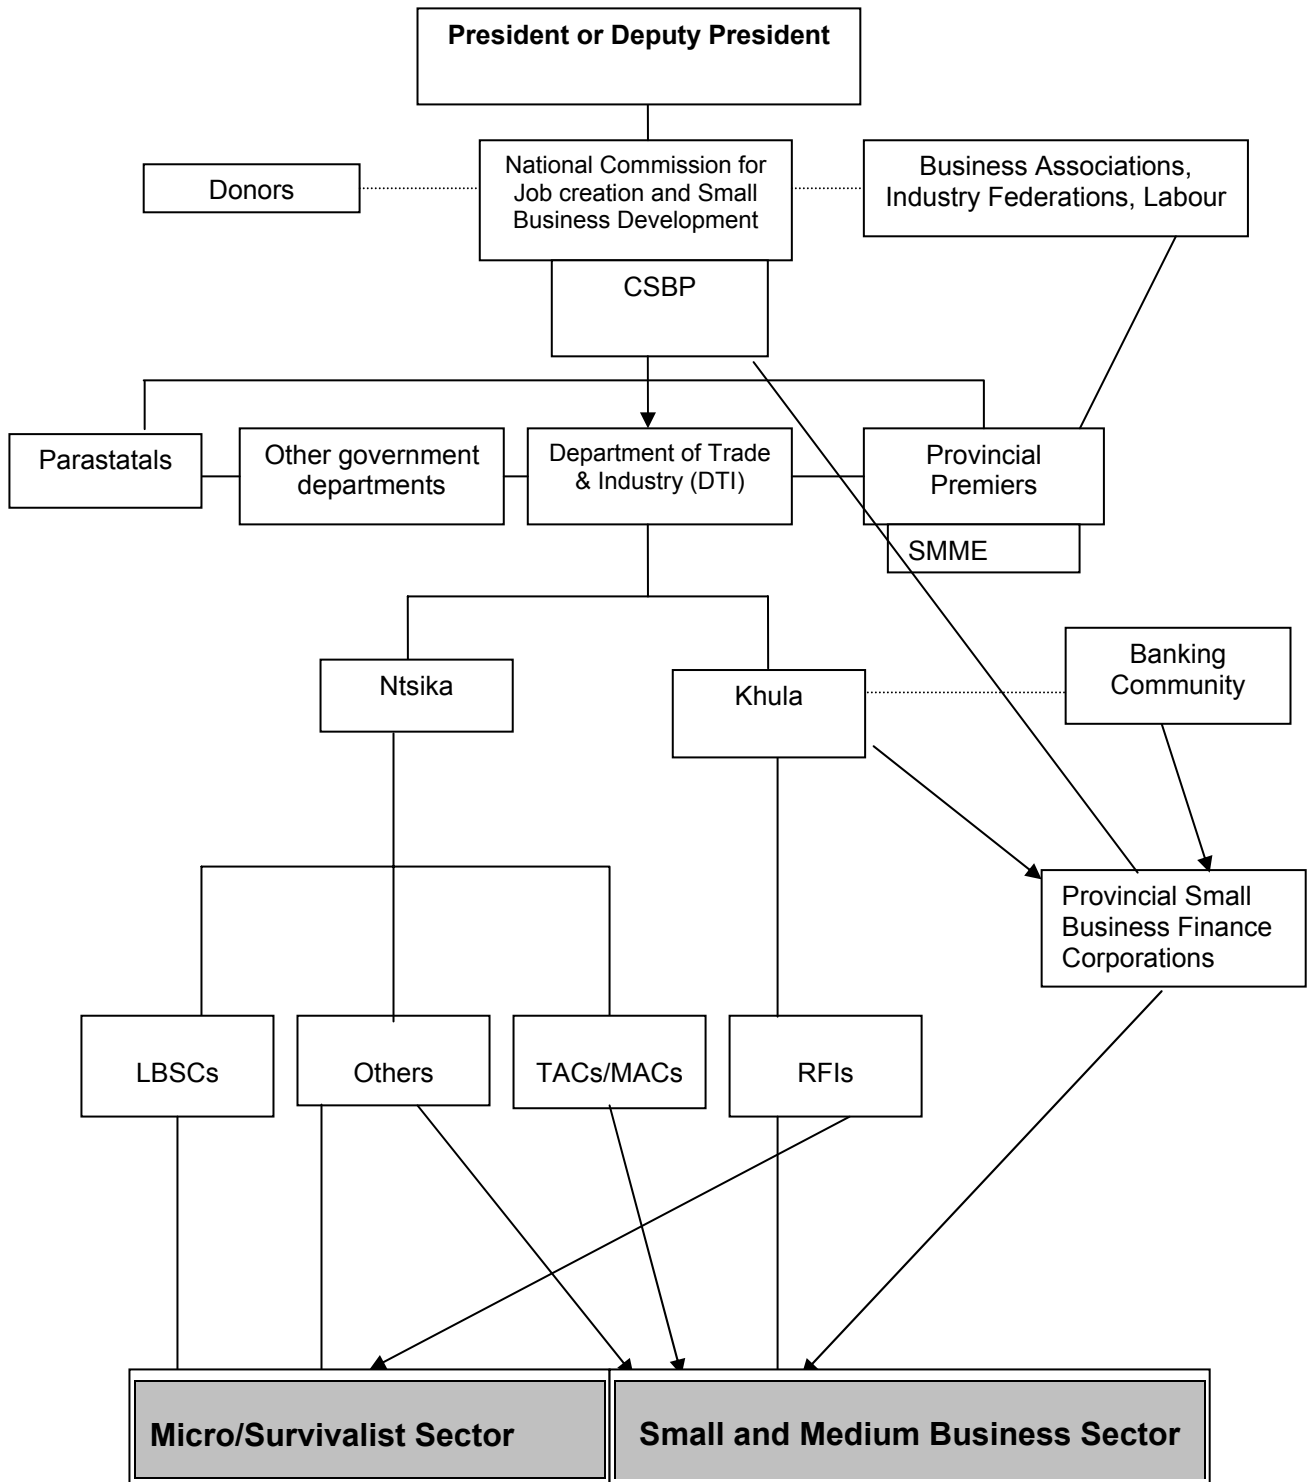 President or Deputy President
Donors
National Commission for
Job creation and Small
Business Development
Business Associations,
Industry Federations, Labour
CSBP
Parastatals
Other government
departments
Department of Trade
& Industry (DTI)
Provincial
Premiers
SMME
Ntsika
Khula
Banking
Community
Provincial Small
Business Finance
Corporations
LBSCs
Others
TACs/MACs
RFIs
Micro/Survivalist Sector
Small and Medium Business Sector